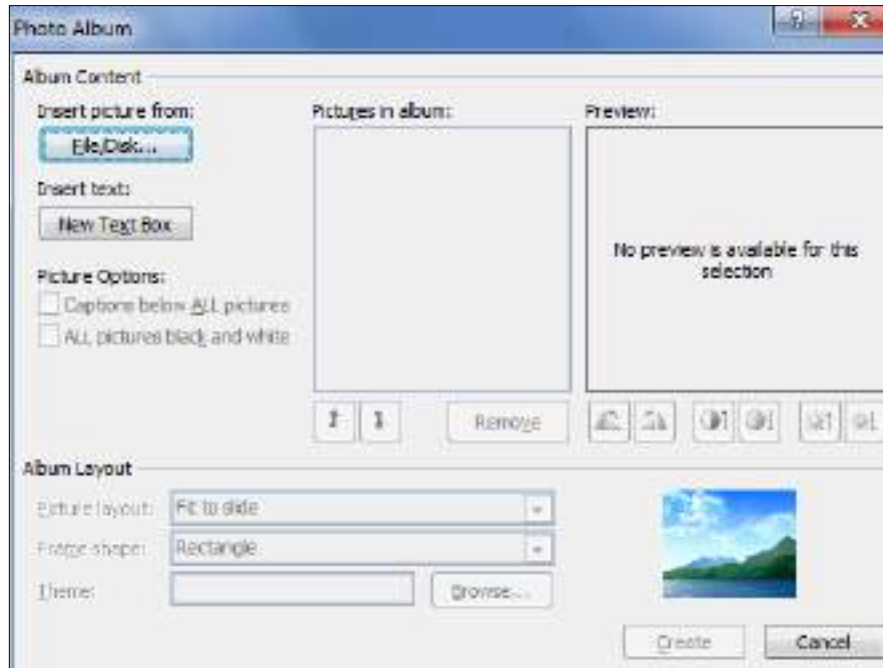 Photo Album
Album Content
Insert picture from:
File/Disk...
Insert text:
New Text Box
Picture Options:
Captions below ALL pictures
ALL pictures black and white
Pictures in album:
Remove
Preview:
No preview is available for this
selection
Album Layout
Picture layout: Fit to slide
Frame shape: Rectangle
Theme: Browse...
Create Cancel